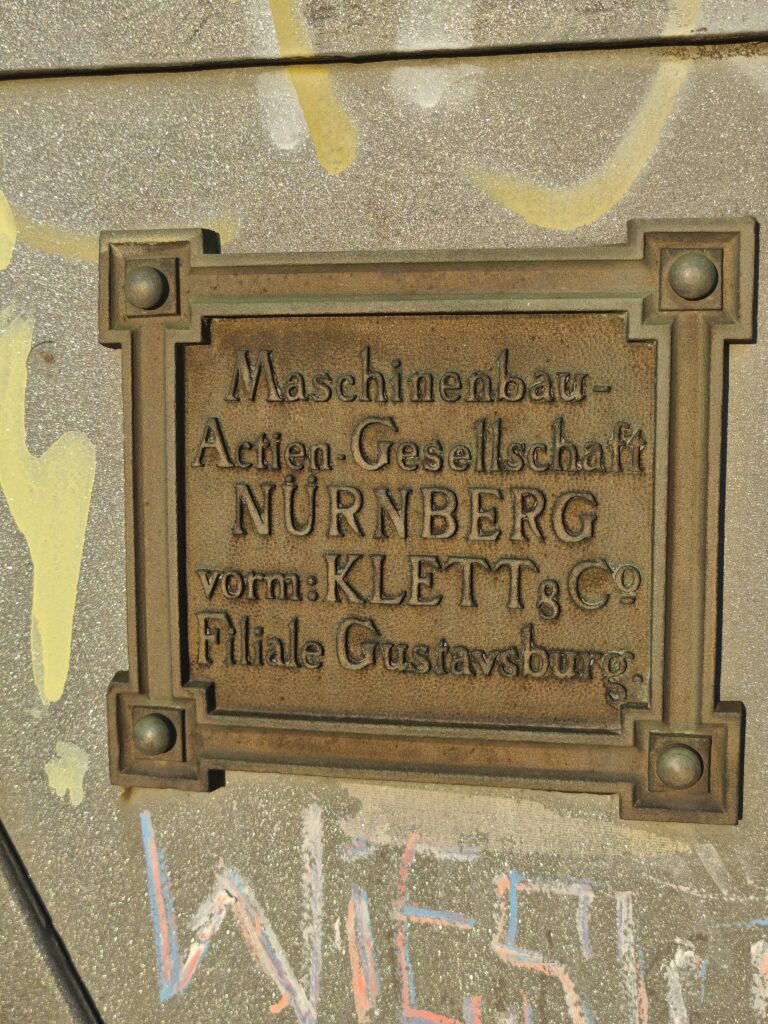 Maschinenbau-
Actien-Gesellschaft
NÜRNBERG
vorm: KLETT & Cº
Filiale Gustavsburg.